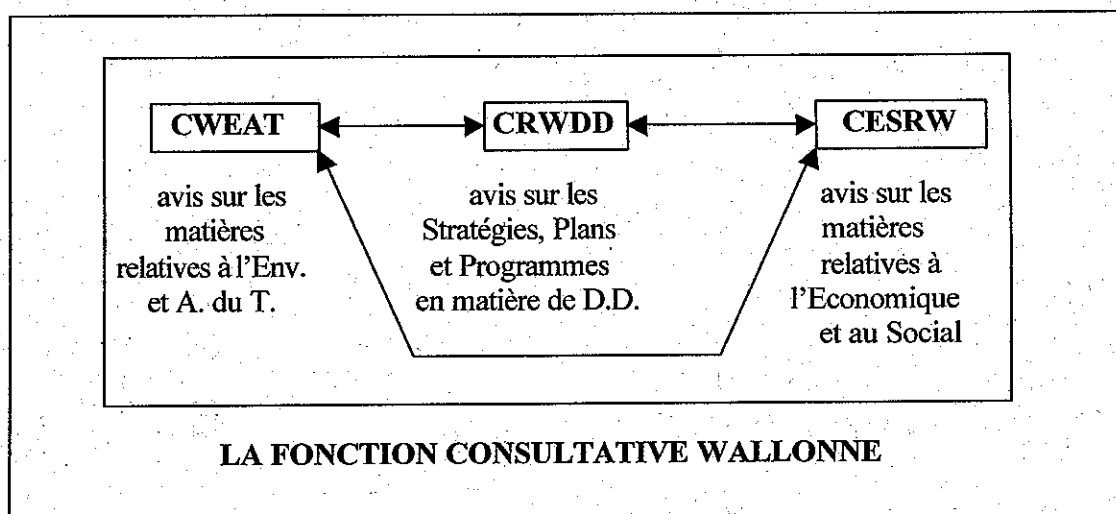 CWEAT
CRWDD
CESRW
avis sur les
matières
relatives à l'Env.
et A. du T.
avis sur les
Stratégies, Plans
et Programmes
en matière de D.D.
avis sur les
matières
relatives à
l'Economique
et au Social
LA FONCTION CONSULTATIVE WALLONNE